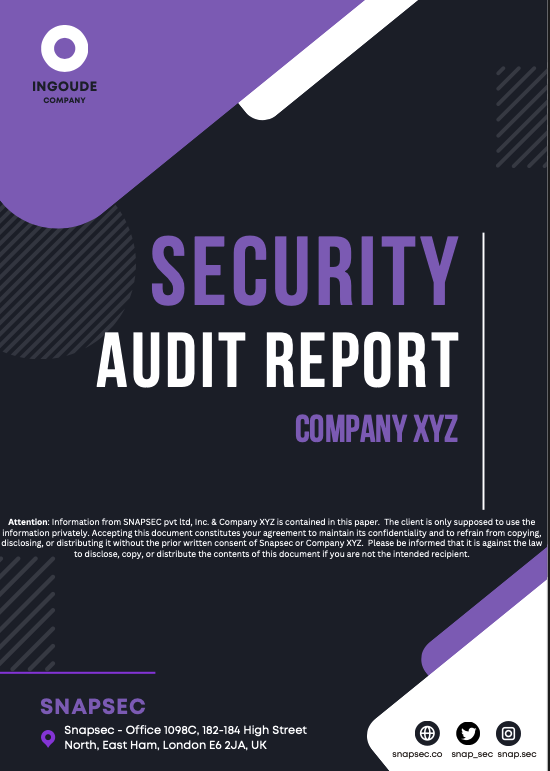 INGOUDE
COMPANY
SECURITY
AUDIT REPORT
COMPANY XYZ
Attention: Information from SNAPSEC pvt ltd, Inc. & Company XYZ is contained in this paper. The client is only supposed to use the
information privately. Accepting this document constitutes your agreement to maintain its confidentiality and to refrain from copying,
disclosing, or distributing it without the prior written consent of Snapsec or Company XYZ. Please be informed that it is against the law
to disclose, copy, or distribute the contents of this document if you are not the intended recipient.
SNAPSEC
Snapsec - Office 1098C, 182-184 High Street
North, East Ham, London E6 2JA, UK
snapsec.co snap_sec snap.sec